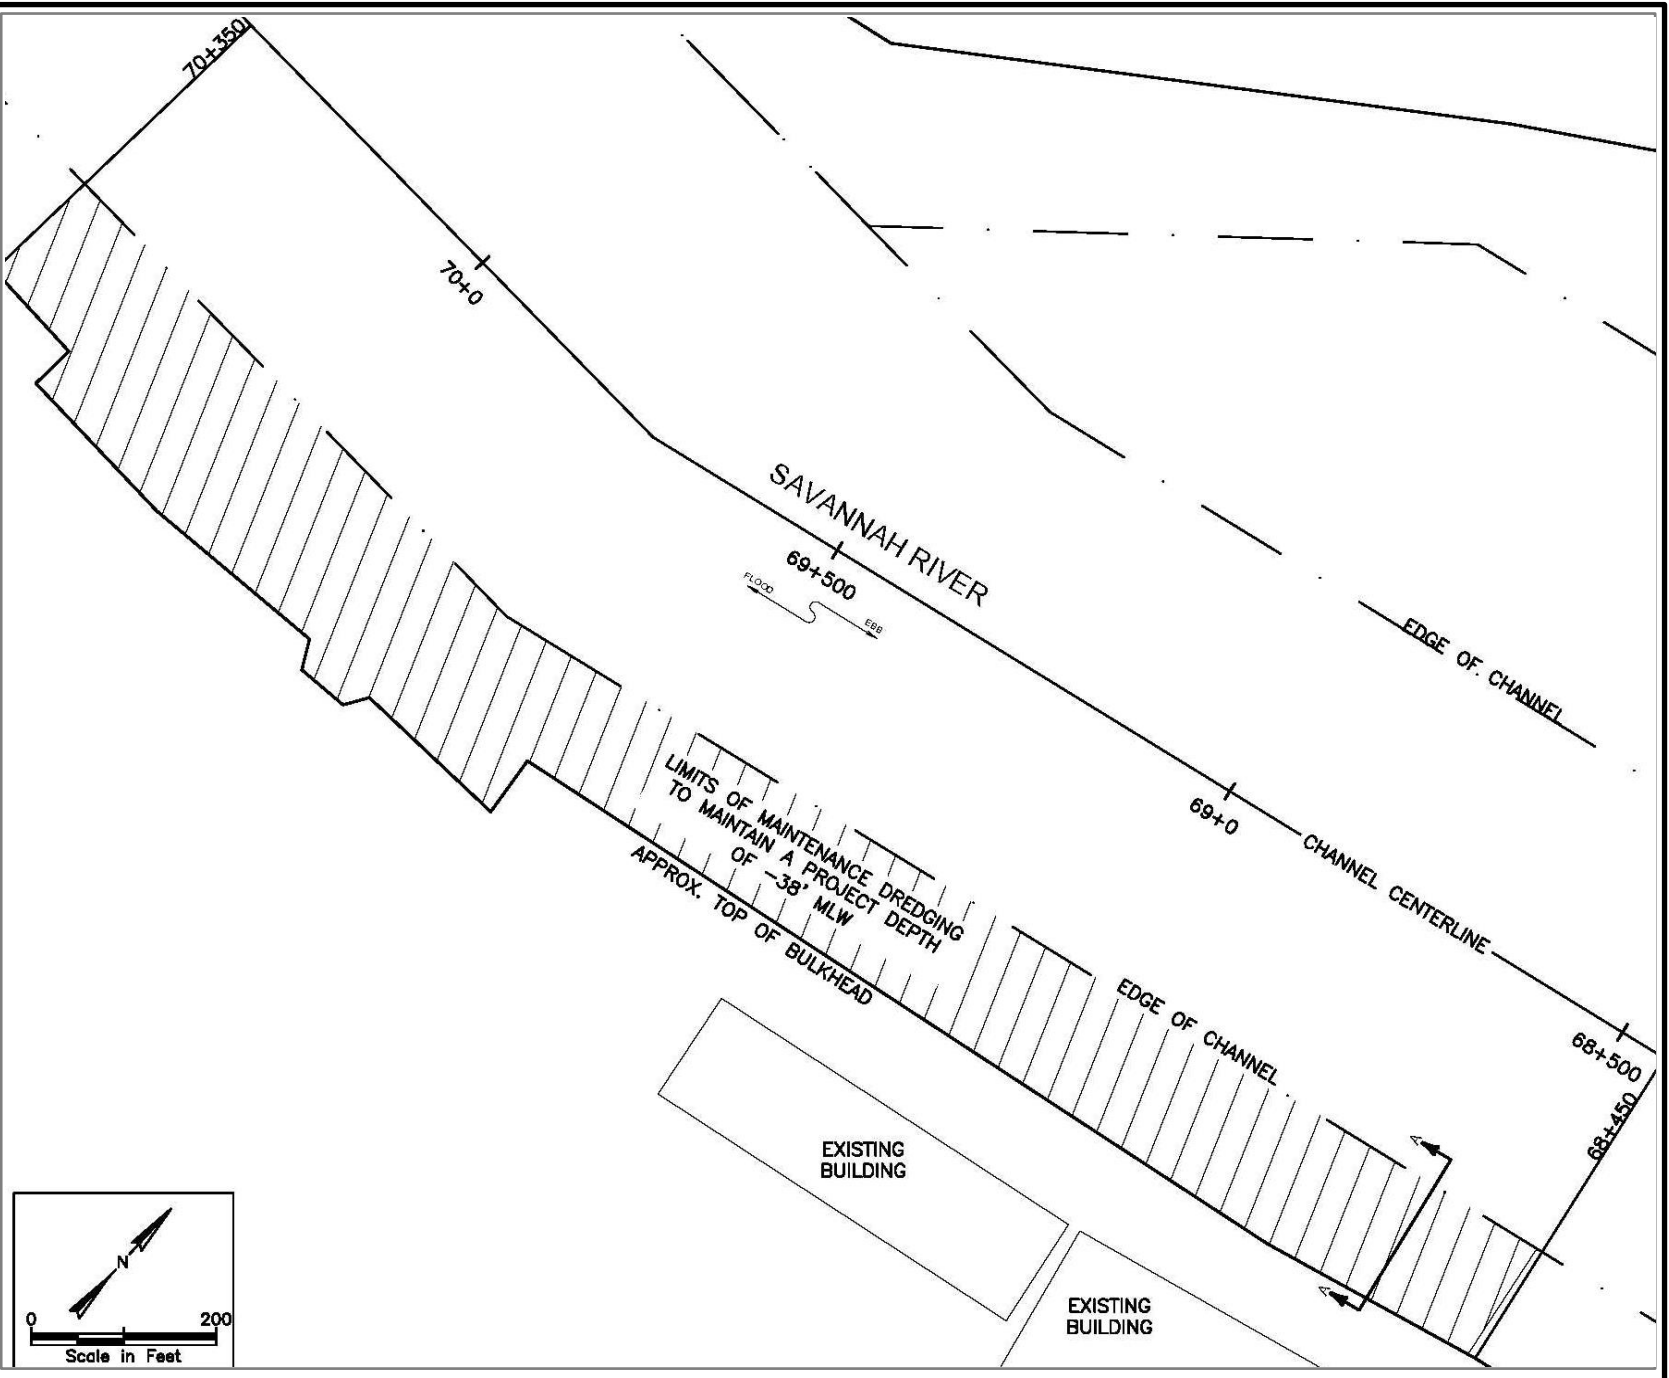 70+350
70+0
SAVANNAH RIVER
69+500
FLOOD
EBB
EDGE OF CHANNEL
LIMITS OF MAINTENANCE DREDGING
TO MAINTAIN A PROJECT DEPTH
OF -38' MLW
APPROX. TOP OF BULKHEAD
69+0
CHANNEL CENTERLINE
EDGE OF CHANNEL
68+500
68+450
A
A
EXISTING
BUILDING
EXISTING
BUILDING
N
0 200
Scale in Feet